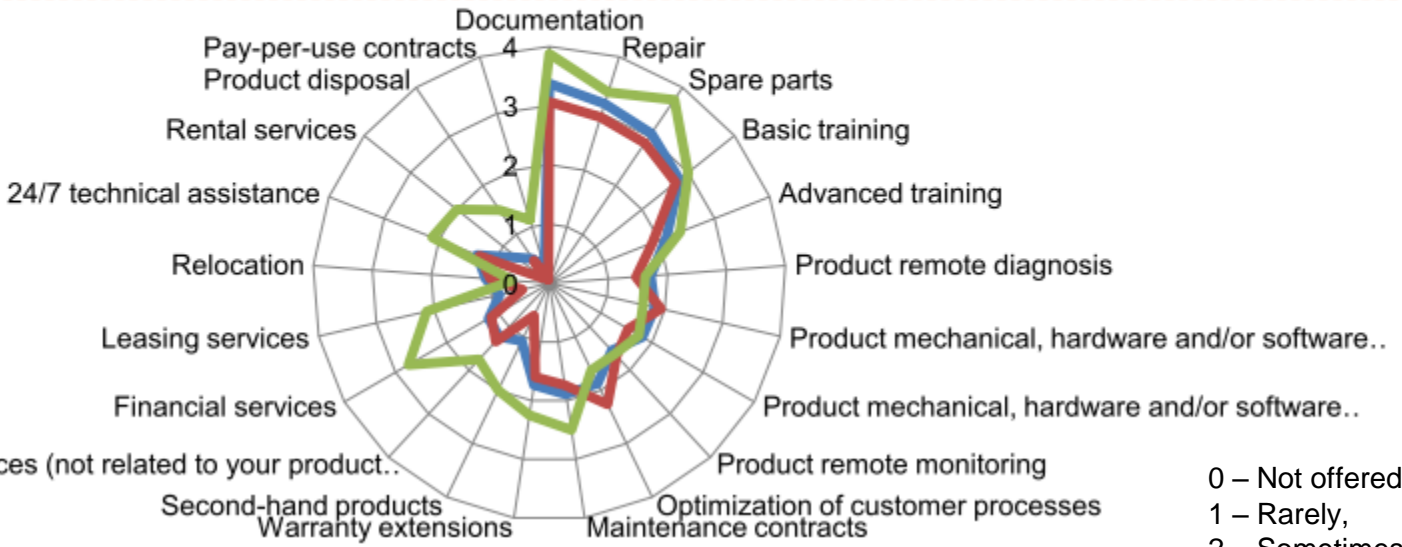 Documentation
Pay-per-use contracts
4
Repair
Product disposal
Spare parts
3
Rental services
Basic training
2
24/7 technical assistance
Advanced training
1
Relocation
0
Product remote diagnosis
Leasing services
Product mechanical, hardware and/or software..
Financial services
Product mechanical, hardware and/or software..
(not related to your product..
Product remote monitoring
0 – Not offered
Second-hand products
Optimization of customer processes
1 – Rarely,
Warranty extensions
Maintenance contracts